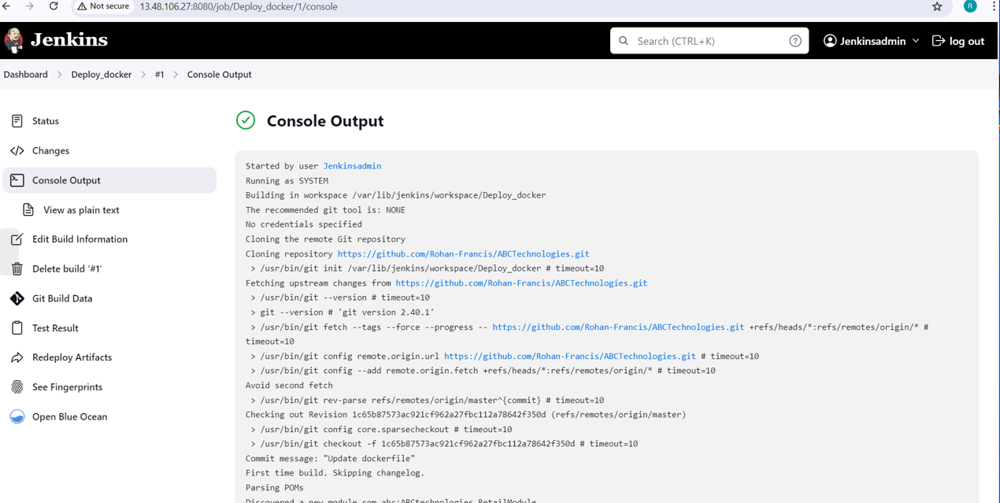 Not secure 13.48.106.27:8080/job/Deploy_docker/1/console R
Jenkins Search (CTRL+K) ? Jenkinsadmin log out
Dashboard > Deploy_docker > #1 > Console Output
Status
Changes
Console Output
View as plain text
Edit Build Information
Delete build ‘#1’
Git Build Data
Test Result
Redeploy Artifacts
See Fingerprints
Open Blue Ocean
Console Output
Started by user Jenkinsadmin
Running as SYSTEM
Building in workspace /var/lib/jenkins/workspace/Deploy_docker
The recommended git tool is: NONE
No credentials specified
Cloning the remote Git repository
Cloning repository https://github.com/Rohan-Francis/ABCTechnologies.git
> /usr/bin/git init /var/lib/jenkins/workspace/Deploy_docker # timeout=10
Fetching upstream changes from https://github.com/Rohan-Francis/ABCTechnologies.git
> /usr/bin/git --version # timeout=10
> git --version # 'git version 2.40.1'
> /usr/bin/git fetch --tags --force --progress -- https://github.com/Rohan-Francis/ABCTechnologies.git +refs/heads/*:refs/remotes/origin/* #
timeout=10
> /usr/bin/git config remote.origin.url https://github.com/Rohan-Francis/ABCTechnologies.git # timeout=10
> /usr/bin/git config --add remote.origin.fetch +refs/heads/*:refs/remotes/origin/* # timeout=10
Avoid second fetch
> /usr/bin/git rev-parse refs/remotes/origin/master^{commit} # timeout=10
Checking out Revision 1c65b87573ac921cf962a27fbc112a78642f350d (refs/remotes/origin/master)
> /usr/bin/git config core.sparsecheckout # timeout=10
> /usr/bin/git checkout -f 1c65b87573ac921cf962a27fbc112a78642f350d # timeout=10
Commit message: "Update dockerfile"
First time build. Skipping changelog.
Parsing POMs
Discovered a new module com.abc:ABCtechnologies RetailModule